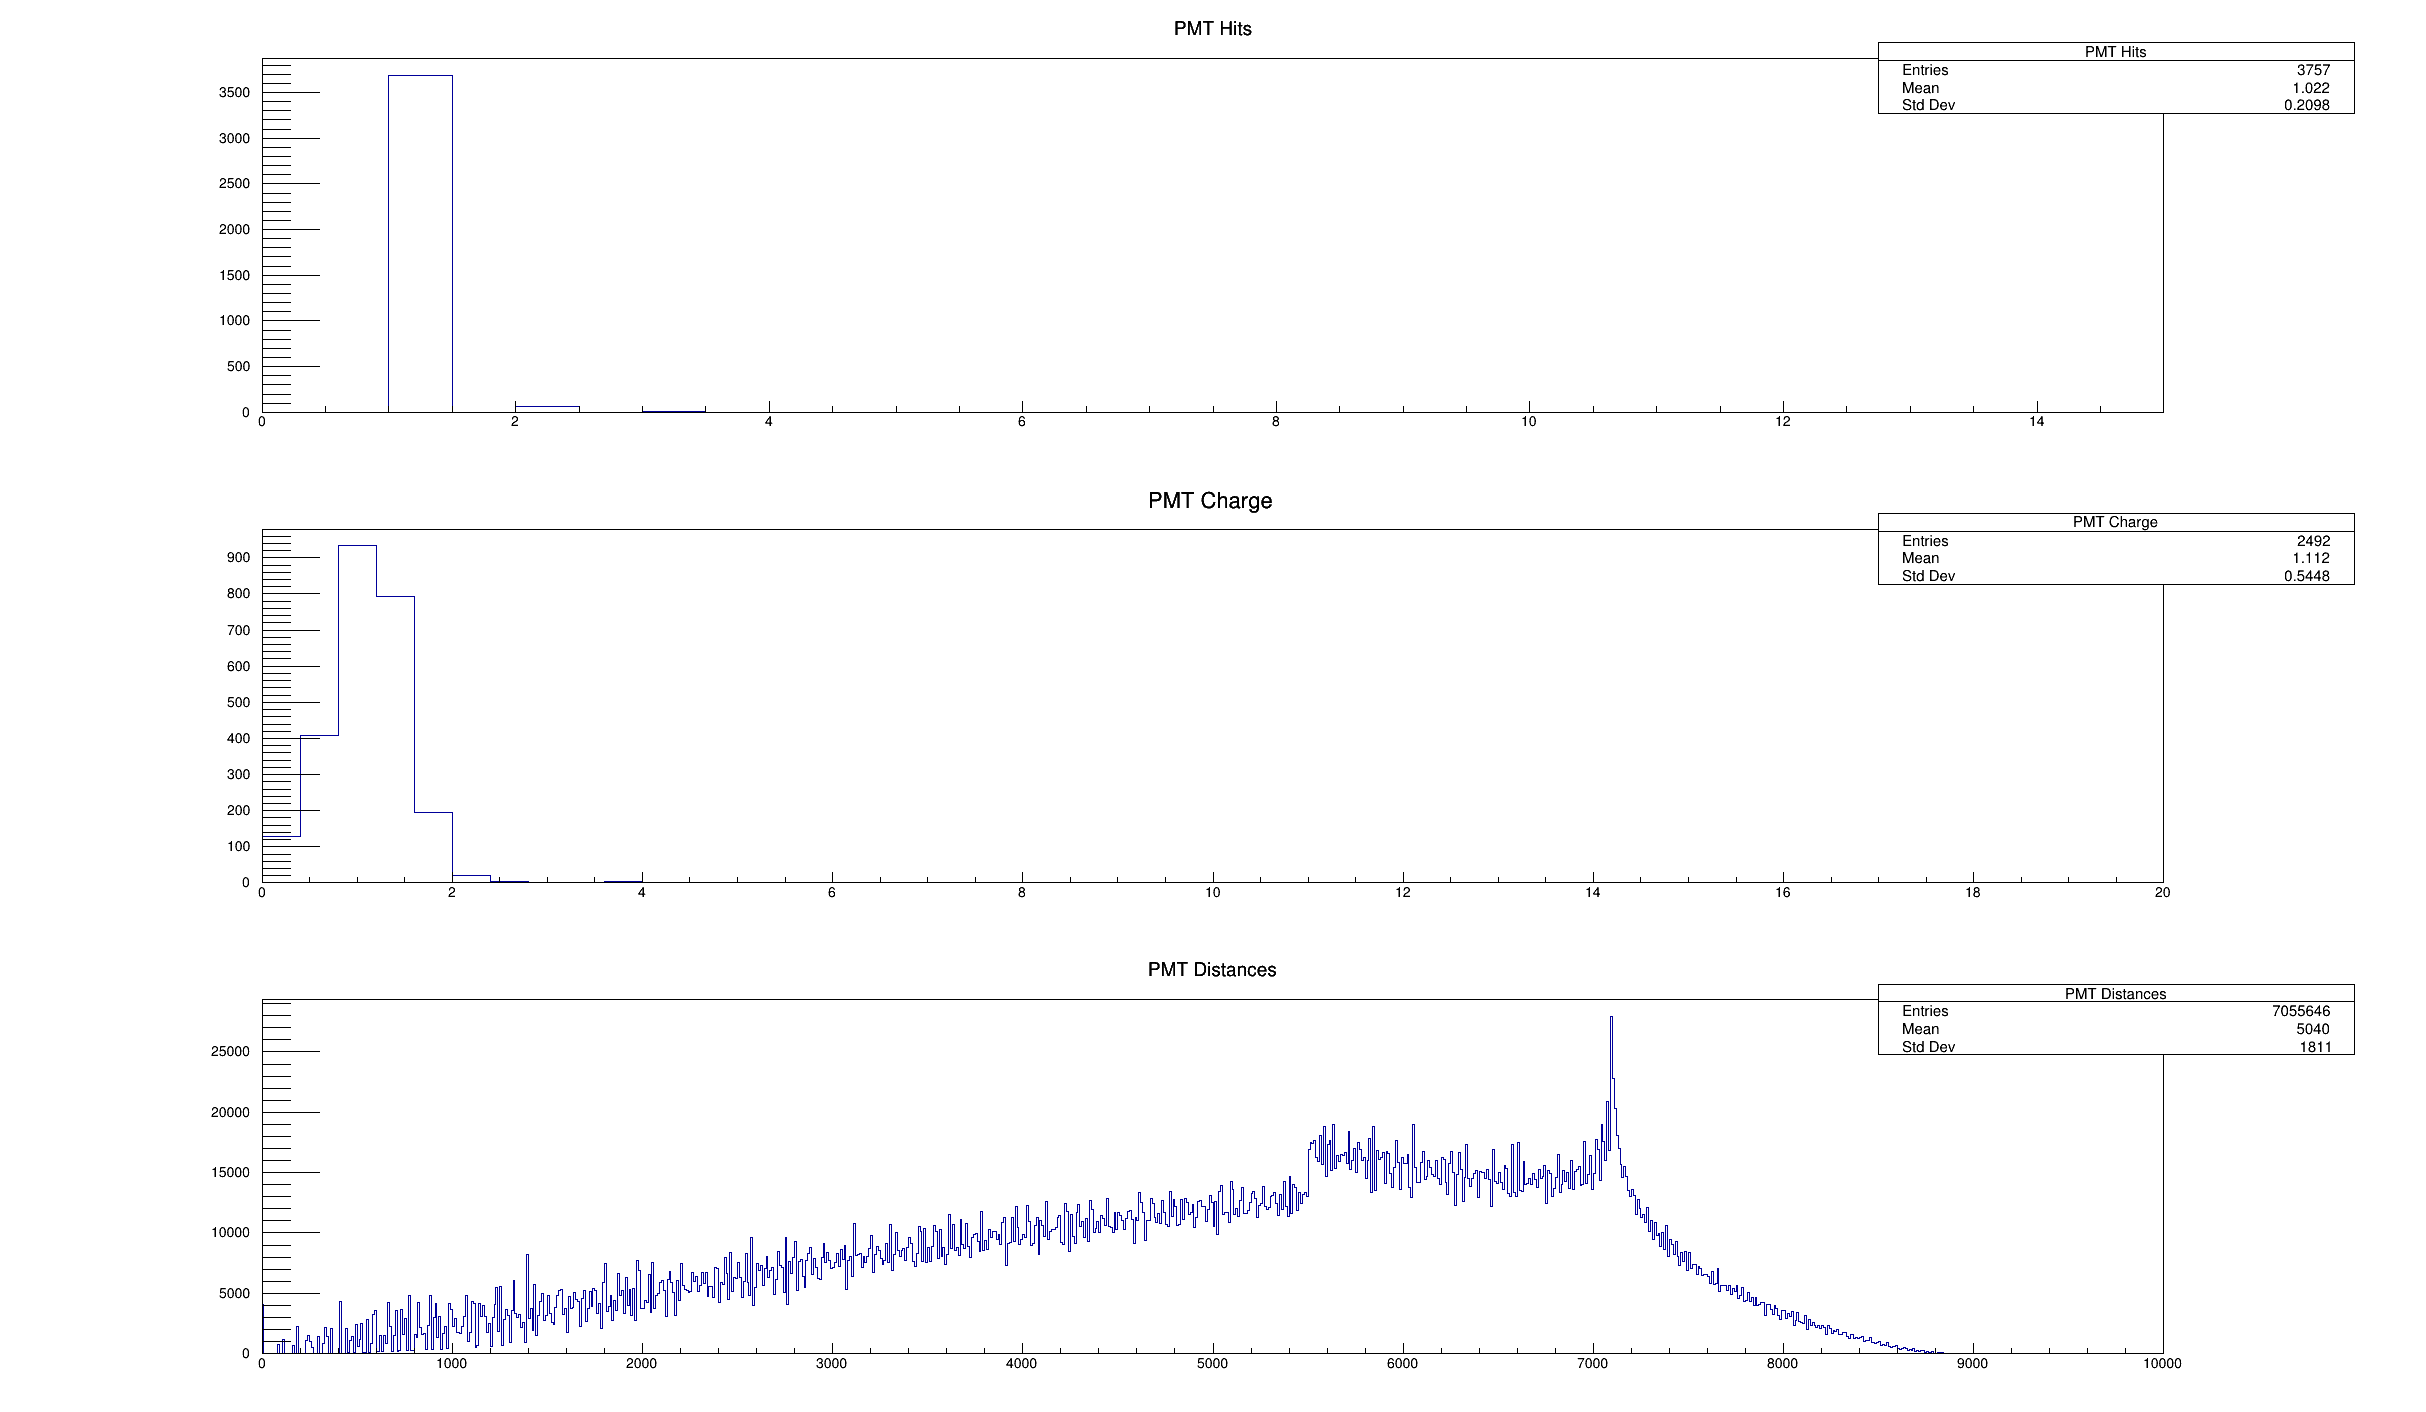 PMT Hits
PMT Hits
Entries 3757
Mean 1.022
Std Dev 0.2098
3500
3000
2500
2000
1500
1000
500
0
0 2 4 6 8 10 12 14
PMT Charge
PMT Charge
Entries 2492
Mean 1.112
Std Dev 0.5448
900
800
700
600
500
400
300
200
100
0
0 2 4 6 8 10 12 14 16 18 20
PMT Distances
PMT Distances
Entries 7055646
Mean 5040
Std Dev 1811
25000
20000
15000
10000
5000
0
0 1000 2000 3000 4000 5000 6000 7000 8000 9000 10000